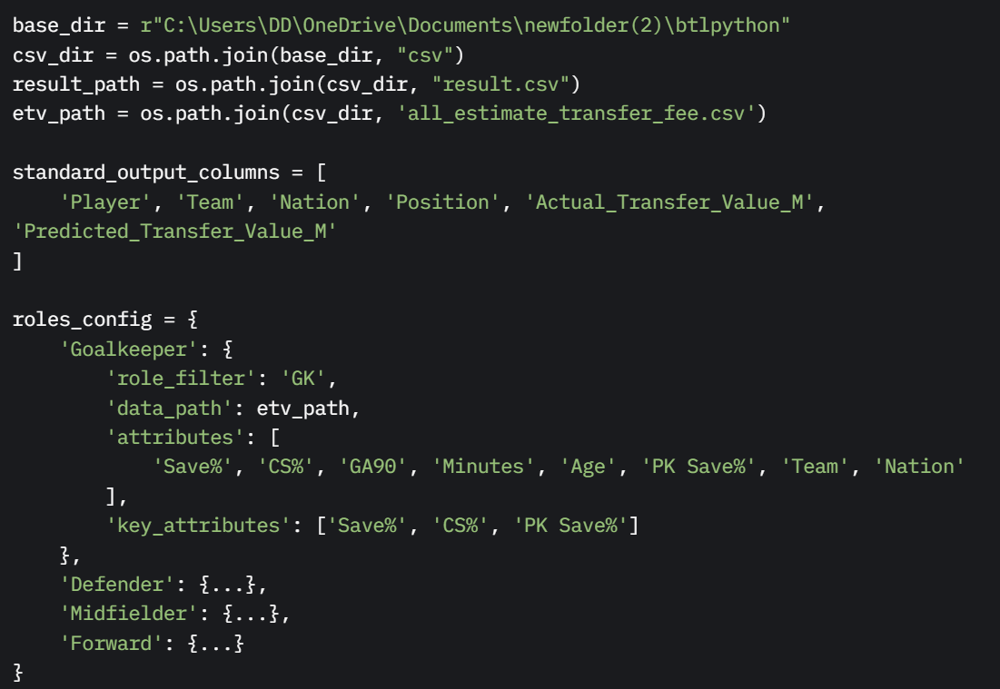 base_dir = r"C:\Users\DD\OneDrive\Documents\newfolder(2)\btlpython"
csv_dir = os.path.join(base_dir, "csv")
result_path = os.path.join(csv_dir, "result.csv")
etv_path = os.path.join(csv_dir, 'all_estimate_transfer_fee.csv')

standard_output_columns = [
    'Player', 'Team', 'Nation', 'Position', 'Actual_Transfer_Value_M',
'Predicted_Transfer_Value_M'
]

roles_config = {
    'Goalkeeper': {
        'role_filter': 'GK',
        'data_path': etv_path,
        'attributes': [
            'Save%', 'CS%', 'GA90', 'Minutes', 'Age', 'PK Save%', 'Team', 'Nation'
        ],
        'key_attributes': ['Save%', 'CS%', 'PK Save%']
    },
    'Defender': {...},
    'Midfielder': {...},
    'Forward': {...}
}